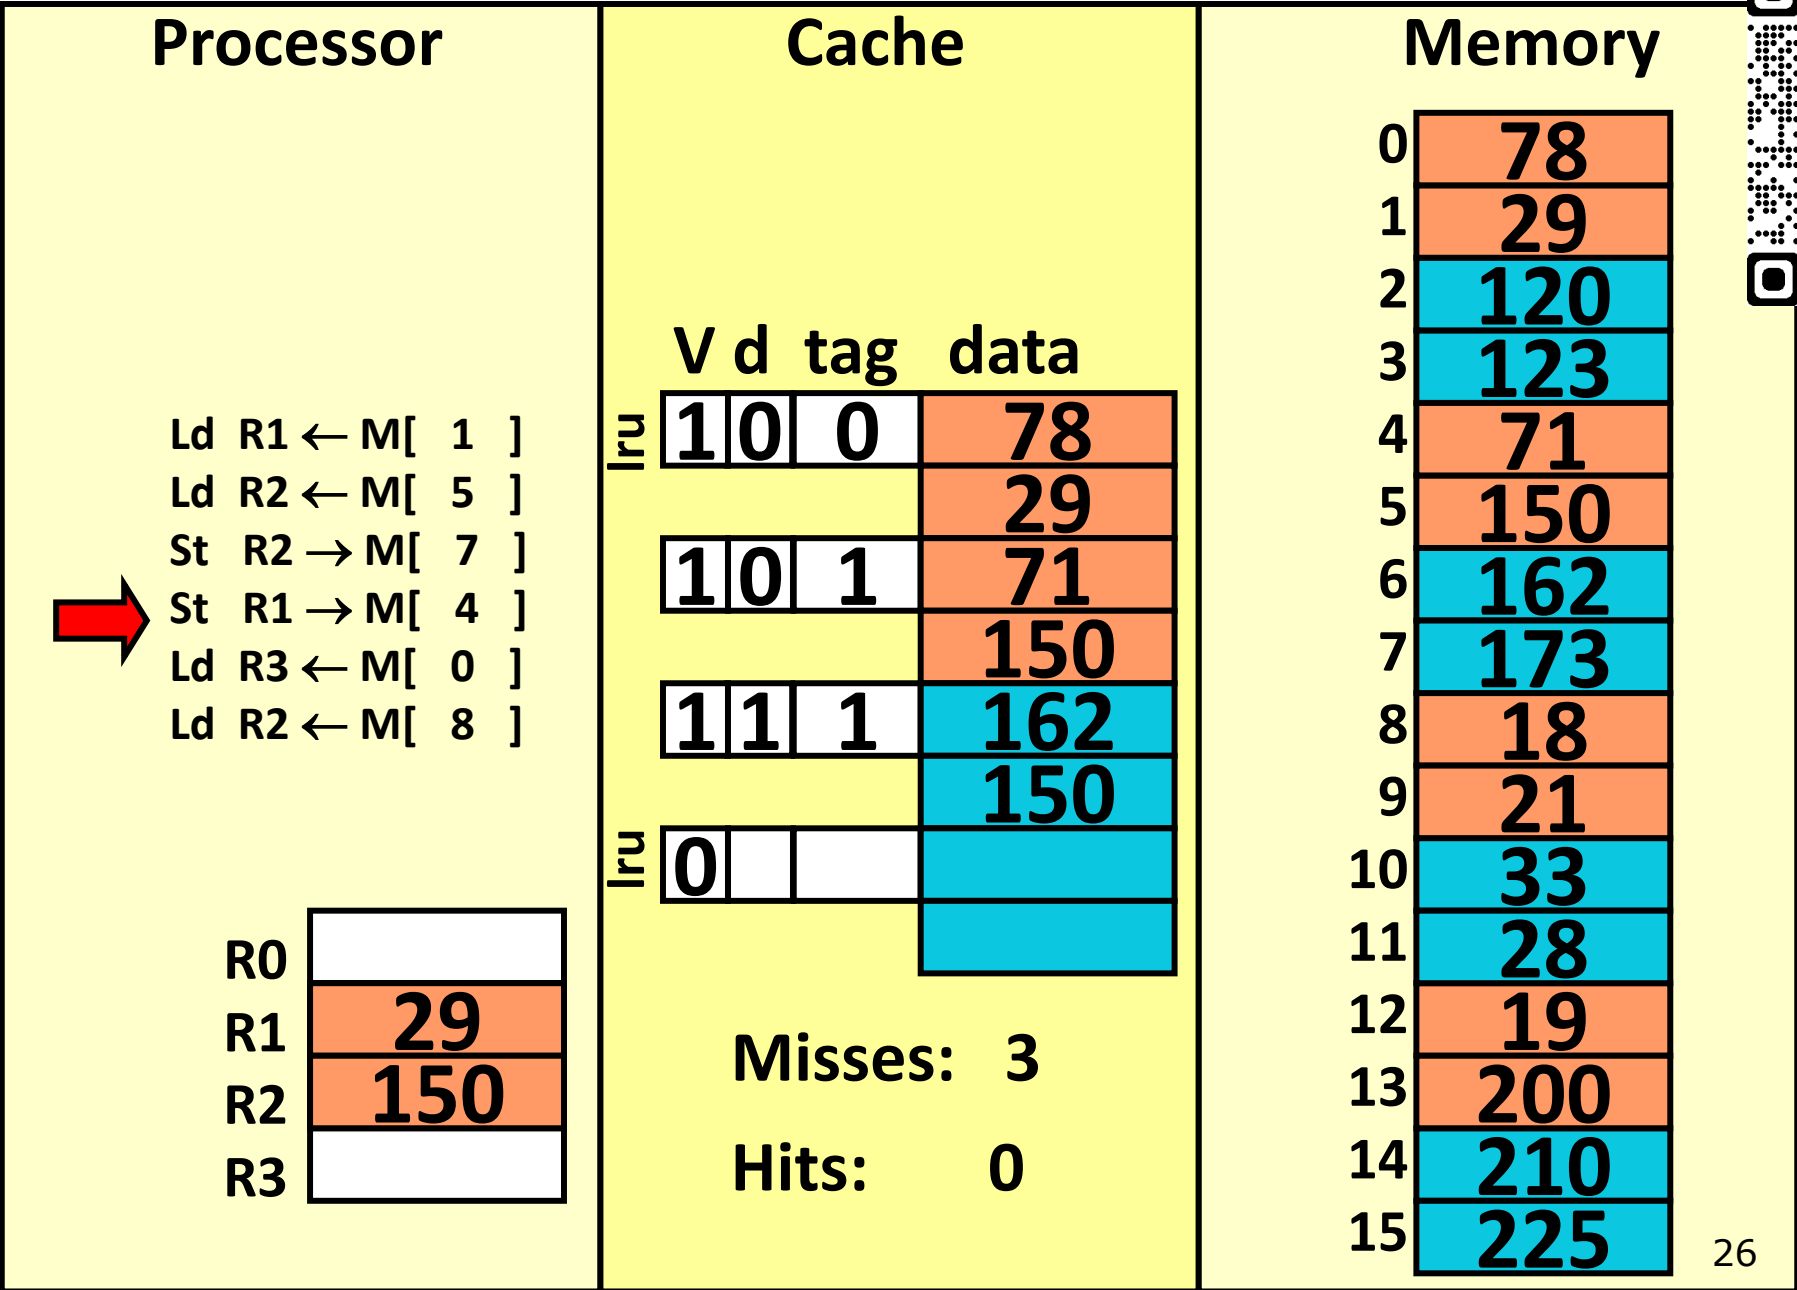 Processor
Ld R1 ← M[ 1 ]
Ld R2 ← M[ 5 ]
St R2 → M[ 7 ]
St R1 → M[ 4 ]
Ld R3 ← M[ 0 ]
Ld R2 ← M[ 8 ]
R0
R1 29
R2 150
R3
Cache
V d tag data
lru 1 0 0 78
29
1 0 1 71
150
1 1 1 162
150
lru 0
Misses: 3
Hits: 0
Memory
0 78
1 29
2 120
3 123
4 71
5 150
6 162
7 173
8 18
9 21
10 33
11 28
12 19
13 200
14 210
15 225
26